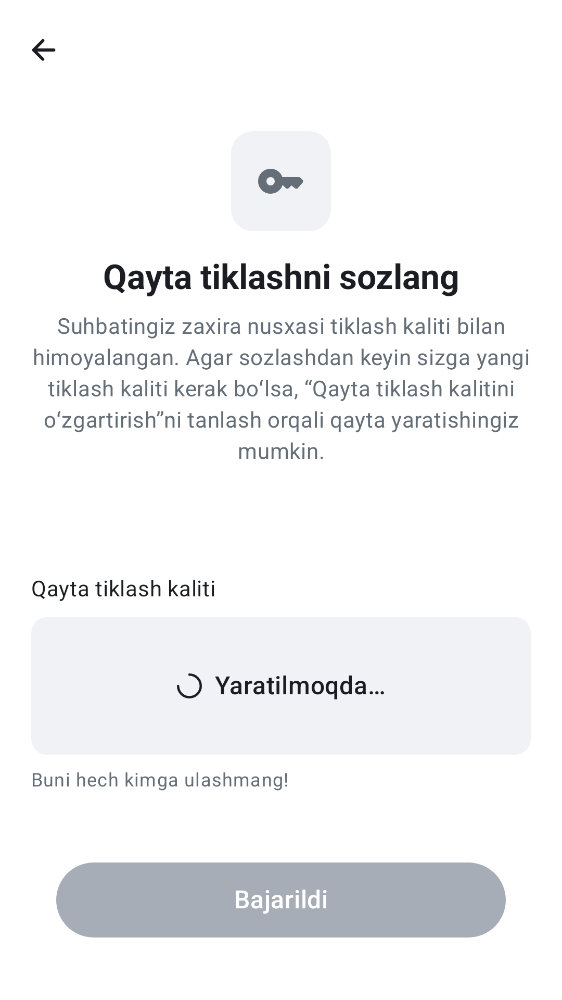 Qayta tiklashni sozlang
Suhbatingiz zaxira nusxasi tiklash kaliti bilan
himoyalangan. Agar sozlashdan keyin sizga yangi
tiklash kaliti kerak boʻlsa, “Qayta tiklash kalitini
oʻzgartirish”ni tanlash orqali qayta yaratishingiz
mumkin.
Qayta tiklash kaliti
Yaratilmoqda…
Buni hech kimga ulashmang!
Bajarildi